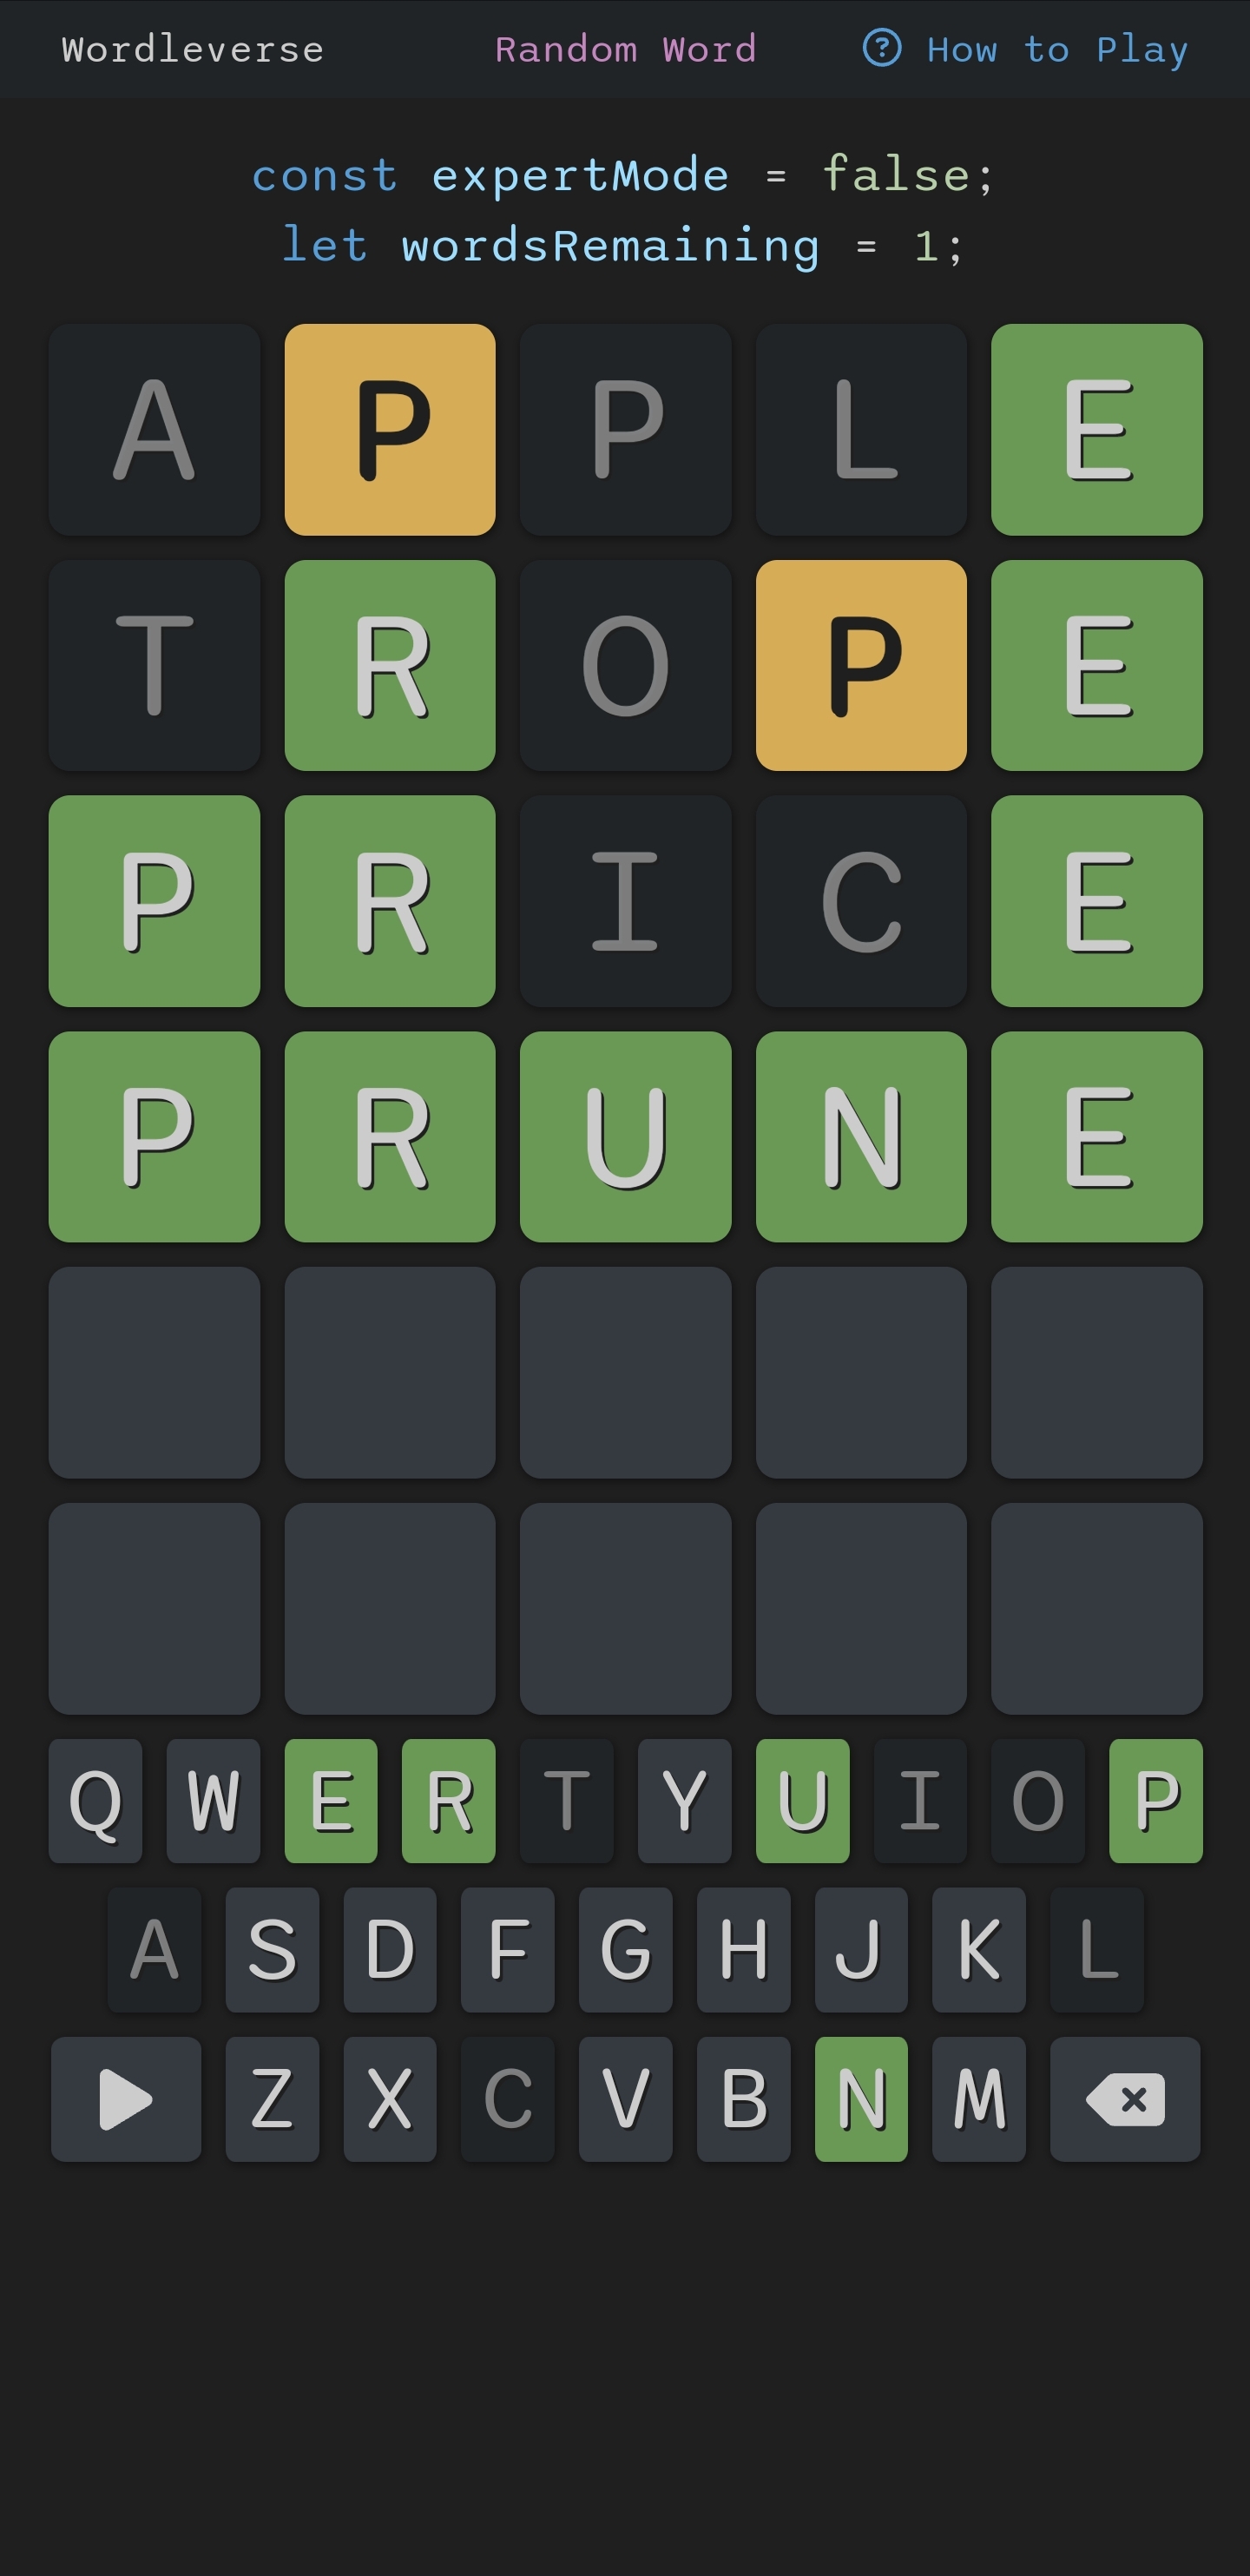 Wordleverse Random Word ? How to Play
const expertMode = false;
let wordsRemaining = 1;
A P P L E
T R O P E
P R I C E
P R U N E
Q W E R T Y U I O P
A S D F G H J K L
Z X C V B N M